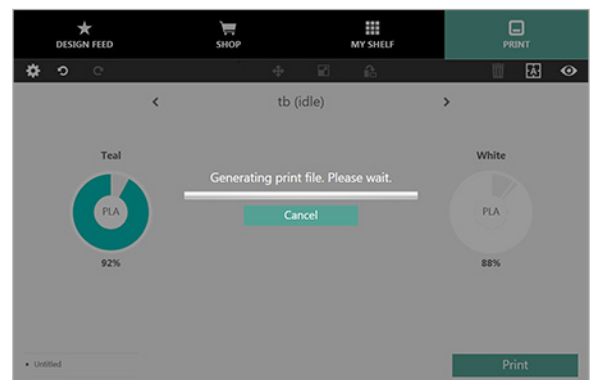 DESIGN FEED
SHOP
MY SHELF
PRINT
A
tb (idle)
Teal
White
Generating print file. Please wait.
PLA
PLA
Cancel
92%
88%
Untitled
Print